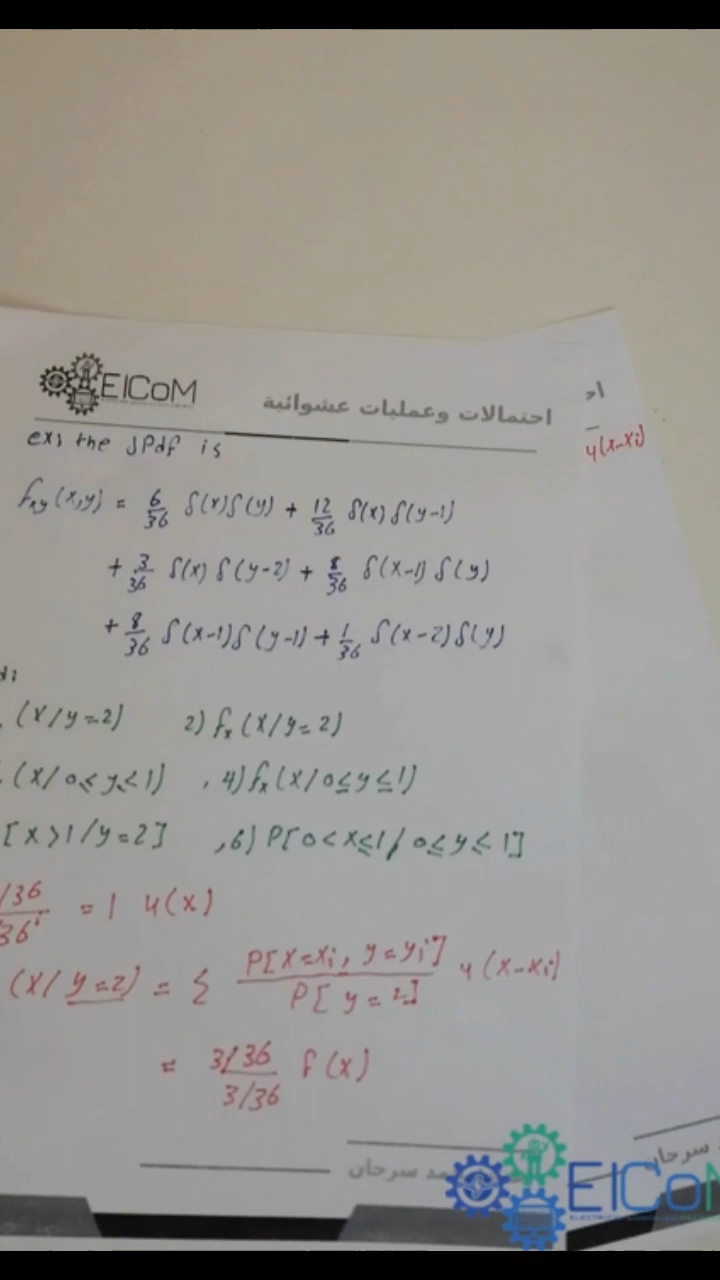 EICoM
احتمالات وعمليات عشوائية
ex: the JPdf is
u(x-xi)
fxy(x,y) = 6/36 δ(x)δ(y) + 12/36 δ(x) δ(y-1)
+ 3/36 δ(x) δ(y-2) + 8/36 δ(x-1) δ(y)
+ 8/36 δ(x-1)δ(y-1) + 1/36 δ(x-2)δ(y)
d:
(x/y=2) 2) fx(x/y=2)
(x/0≤y≤1) , 4) fx(x/0≤y≤1)
[x>1/y=2] , 6) P[0<x≤1/0≤y≤1]
/36/36 = 1 u(x)
(x/y=2) = Σ P[x=xi, y=yi]/P[y=2] u(x-xi)
= 3/36/3/36 δ(x)
سرحان
سرحان
EICoM